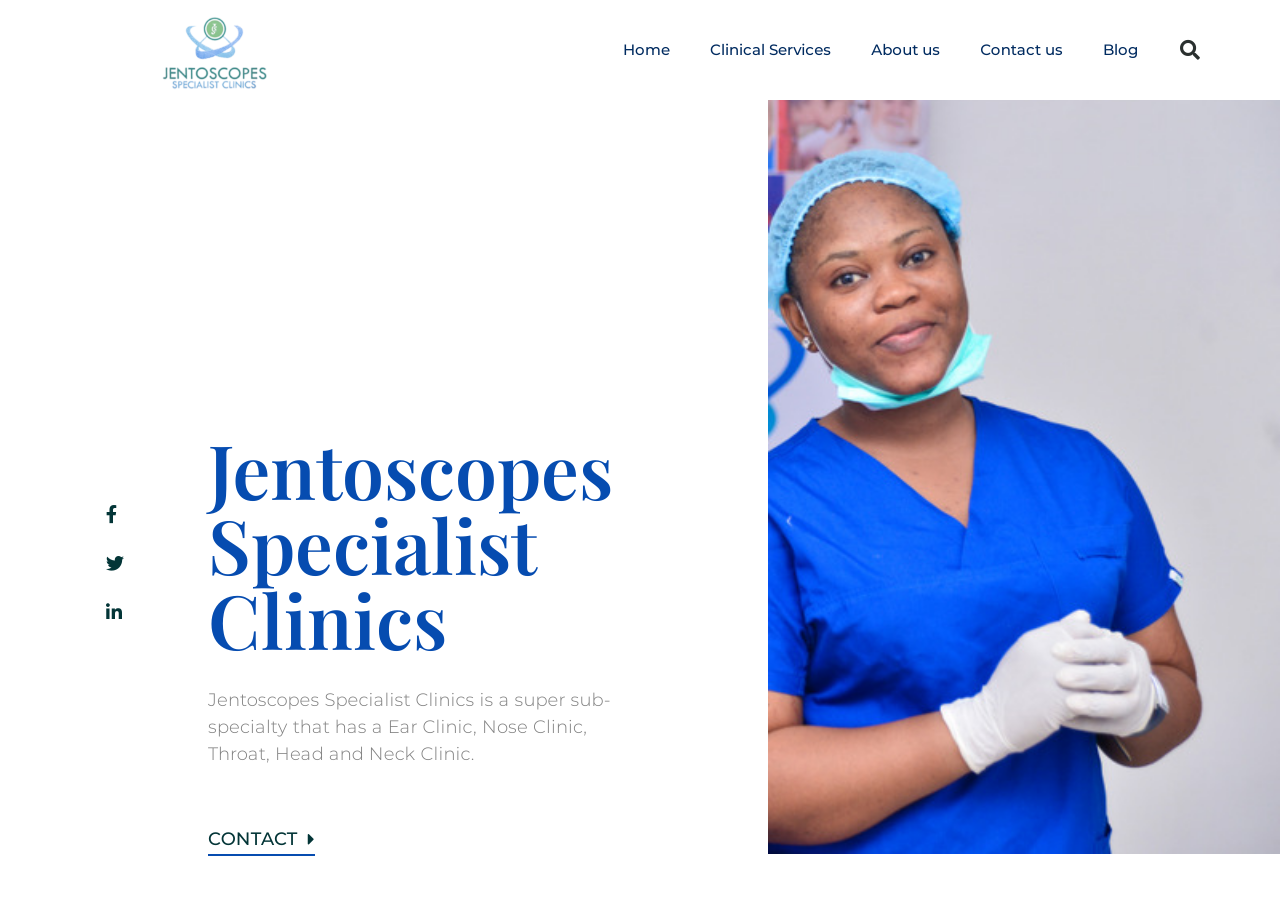 JENTOSCOPES
SPECIALIST CLINICS
Home
Clinical Services
About us
Contact us
Blog
Jentoscopes
Specialist
Clinics
Jentoscopes Specialist Clinics is a super sub-
specialty that has a Ear Clinic, Nose Clinic,
Throat, Head and Neck Clinic.
CONTACT